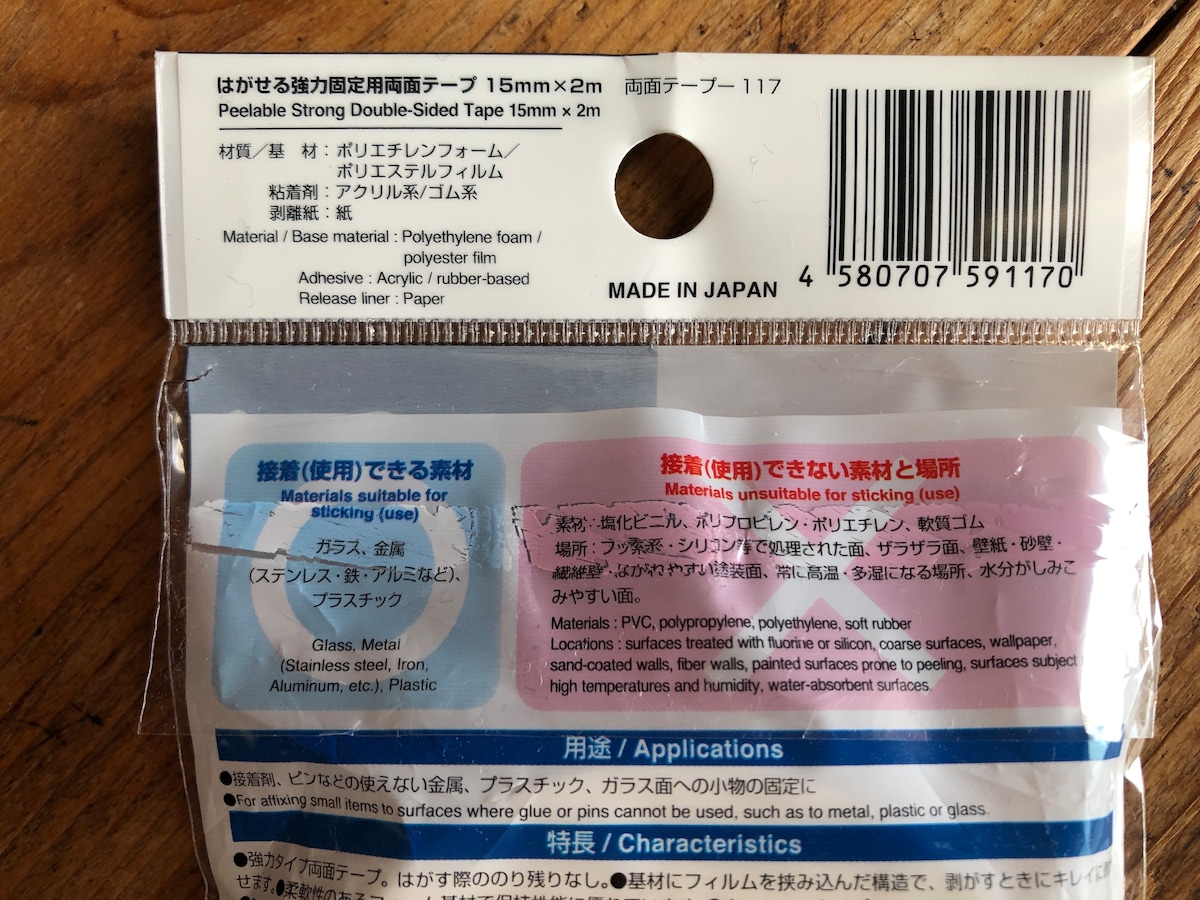 はがせる強力固定用両面テープ 15mm×2m 両面テープー117
Peelable Strong Double-Sided Tape 15mm × 2m
材質／基 材：ポリエチレンフォーム／
ポリエステルフィルム
粘着剤：アクリル系/ゴム系
剥離紙：紙
Material / Base material : Polyethylene foam /
polyester film
Adhesive : Acrylic / rubber-based
Release liner : Paper
MADE IN JAPAN
4 580707 591170
接着(使用)できる素材
Materials suitable for
sticking (use)
ガラス、金属
(ステンレス・鉄・アルミなど)、
プラスチック
Glass, Metal
(Stainless steel, Iron,
Aluminum, etc.), Plastic
接着(使用)できない素材と場所
Materials unsuitable for sticking (use)
素材：塩化ビニル、ポリプロピレン・ポリエチレン、軟質ゴム
場所：フッ素系・シリコン等で処理された面、ザラザラ面、壁紙・砂壁・
繊維壁・はがれやすい塗装面、常に高温・多湿になる場所、水分がしみこ
みやすい面。
Materials : PVC, polypropylene, polyethylene, soft rubber
Locations : surfaces treated with fluorine or silicon, coarse surfaces, wallpaper,
sand-coated walls, fiber walls, painted surfaces prone to peeling, surfaces subject
high temperatures and humidity, water-absorbent surfaces.
用途 / Applications
●接着剤、ピンなどの使えない金属、プラスチック、ガラス面への小物の固定に
●For affixing small items to surfaces where glue or pins cannot be used, such as to metal, plastic or glass.
特長 / Characteristics
●強力タイプ両面テープ。はがす際ののり残りなし。●基材にフィルムを挟み込んだ構造で、剥がすときにキレイに
せます。●柔軟性のある